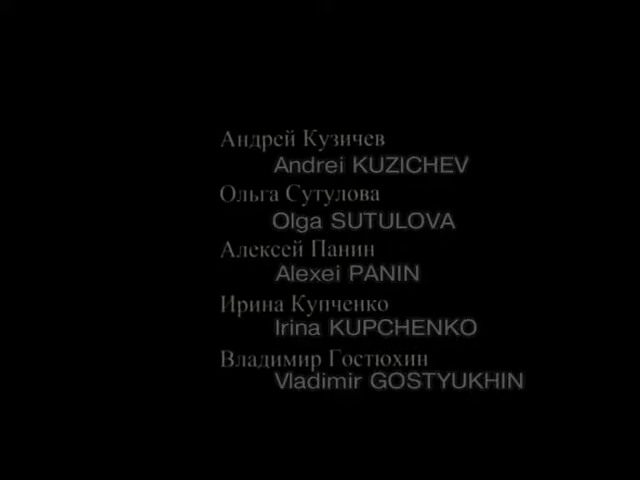 Андрей Кузичев
Andrei KUZICHEV
Ольга Сутулова
Olga SUTULOVA
Алексей Панин
Alexei PANIN
Ирина Купченко
Irina KUPCHENKO
Владимир Гостюхин
Vladimir GOSTYUKHIN